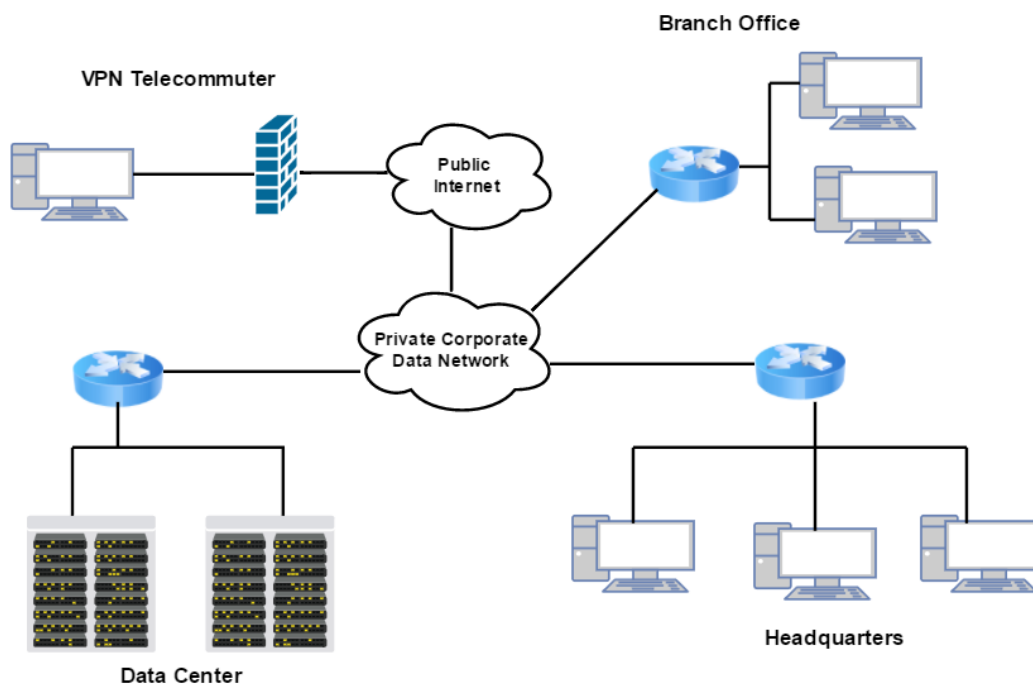 Branch Office
VPN Telecommuter
Public
Internet
Private Corporate
Data Network
Headquarters
Data Center